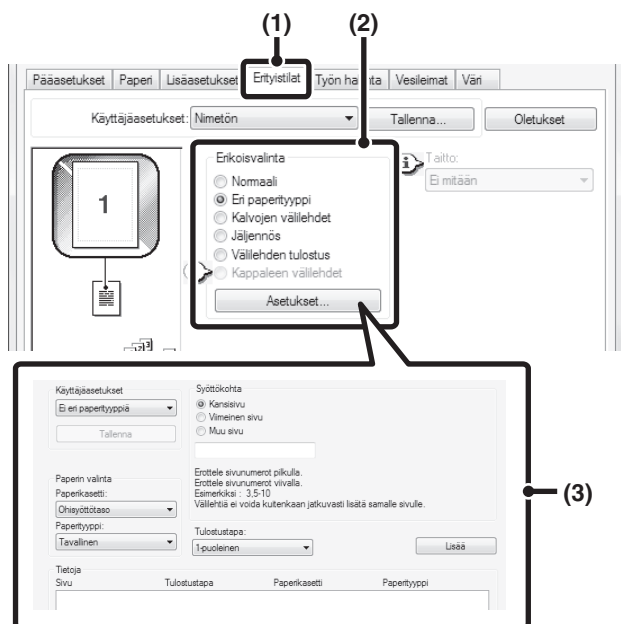 (1)
(2)
Pääasetukset Paperi Lisäasetukset Erityistilat Työn hallinta Vesileimat Väri
Käyttäjäasetukset: Nimetön Tallenna... Oletukset
Erikoisvalinta
Taitto:
Normaali
Ei mitään
Eri paperityyppi
1
Kalvojen välilehdet
Jäljennös
Välilehden tulostus
Kappaleen välilehdet
Asetukset...
Käyttäjäasetukset
Syöttökohta
Ei eri paperityyppiä
Kansisivu
Viimeinen sivu
Tallenna
Muu sivu
Erottele sivunumerot pilkulla.
Paperin valinta
Erottele sivunumerot viivalla.
Paperikasetti:
Esimerkiksi : 3,5-10
Välilehtiä ei voida kuitenkaan jatkuvasti lisätä samalle sivulle.
(3)
Ohisyöttötaso
Paperityyppi:
Tulostustapa:
Tavallinen
1-puoleinen
Lisää
Tietoja
Sivu Tulostustapa Paperikasetti Paperityyppi